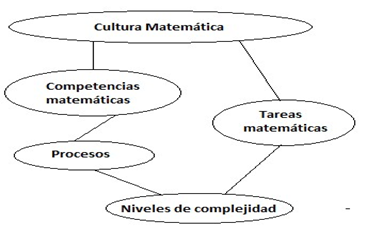 Cultura Matemática
Competencias
matemáticas
Tareas
matemáticas
Procesos
Niveles de complejidad
-